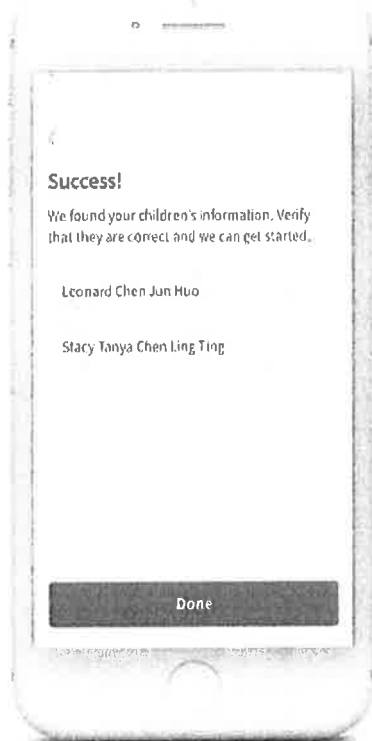 Success!
We found your children's information. Verify
that they are correct and we can get started.
Leonard Chen Jun Huo
Stacy Tanya Chen Ling Ting
Done